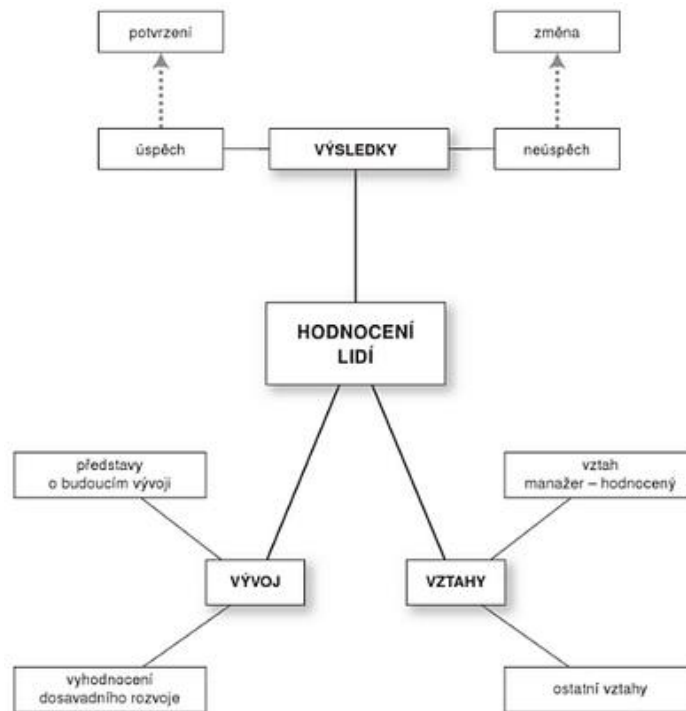 potvrzení
změna
úspěch
VÝSLEDKY
neúspěch
HODNOCENÍ
LIDÍ
představy
o budoucím vývoji
vztah
manažer – hodnocený
VÝVOJ
VZTAHY
vyhodnocení
dosavadního rozvoje
ostatní vztahy